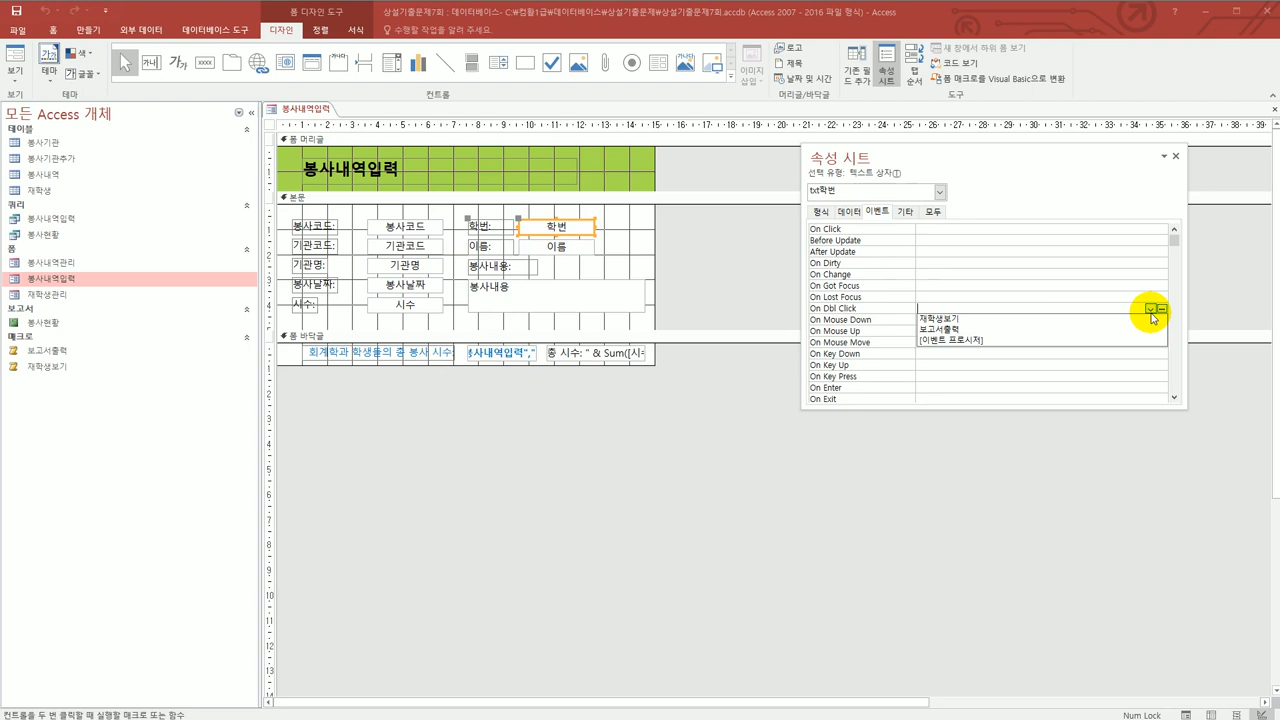 폼 디자인 도구
상설기출문제7회 : 데이터베이스- C:₩컴활1급₩데이터베이스₩상설기출문제₩상설기출문제7회.accdb (Access 2007 - 2016 파일 형식) - Access
파일 홈 만들기 외부 데이터 데이터베이스 도구 디자인 정렬 서식 수행할 작업을 알려 주세요.
보기 테마 색 글꼴
이미지 삽입
로고
제목
날짜 및 시간
기존 필드 추가
속성 시트
탭 순서
새 창에서 하위 폼 보기
코드 보기
폼 매크로를 Visual Basic으로 변환
보기 테마 컨트롤 머리글/바닥글 도구
모든 Access 개체
테이블
봉사기관
봉사기관추가
봉사내역
재학생
쿼리
봉사내역입력
봉사현황
폼
봉사내역관리
봉사내역입력
재학생관리
보고서
봉사현황
매크로
보고서출력
재학생보기
봉사내역입력
폼 머리글
봉사내역입력
본문
봉사코드: 봉사코드 학번: 학번
기관코드: 기관코드 이름: 이름
기관명: 기관명 봉사내용:
봉사날짜: 봉사날짜 봉사내용
시수: 시수
폼 바닥글
회계학과 학생들의 총 봉사 시수: 봉사내역입력"," 총 시수: " & Sum([시
속성 시트
선택 유형: 텍스트 상자(T)
txt학번
형식 데이터 이벤트 기타 모두
On Click
Before Update
After Update
On Dirty
On Change
On Got Focus
On Lost Focus
On Dbl Click
On Mouse Down
On Mouse Up
On Mouse Move
On Key Down
On Key Up
On Key Press
On Enter
On Exit
재학생보기
보고서출력
[이벤트 프로시저]
컨트롤을 두 번 클릭할 때 실행할 매크로 또는 함수
Num Lock